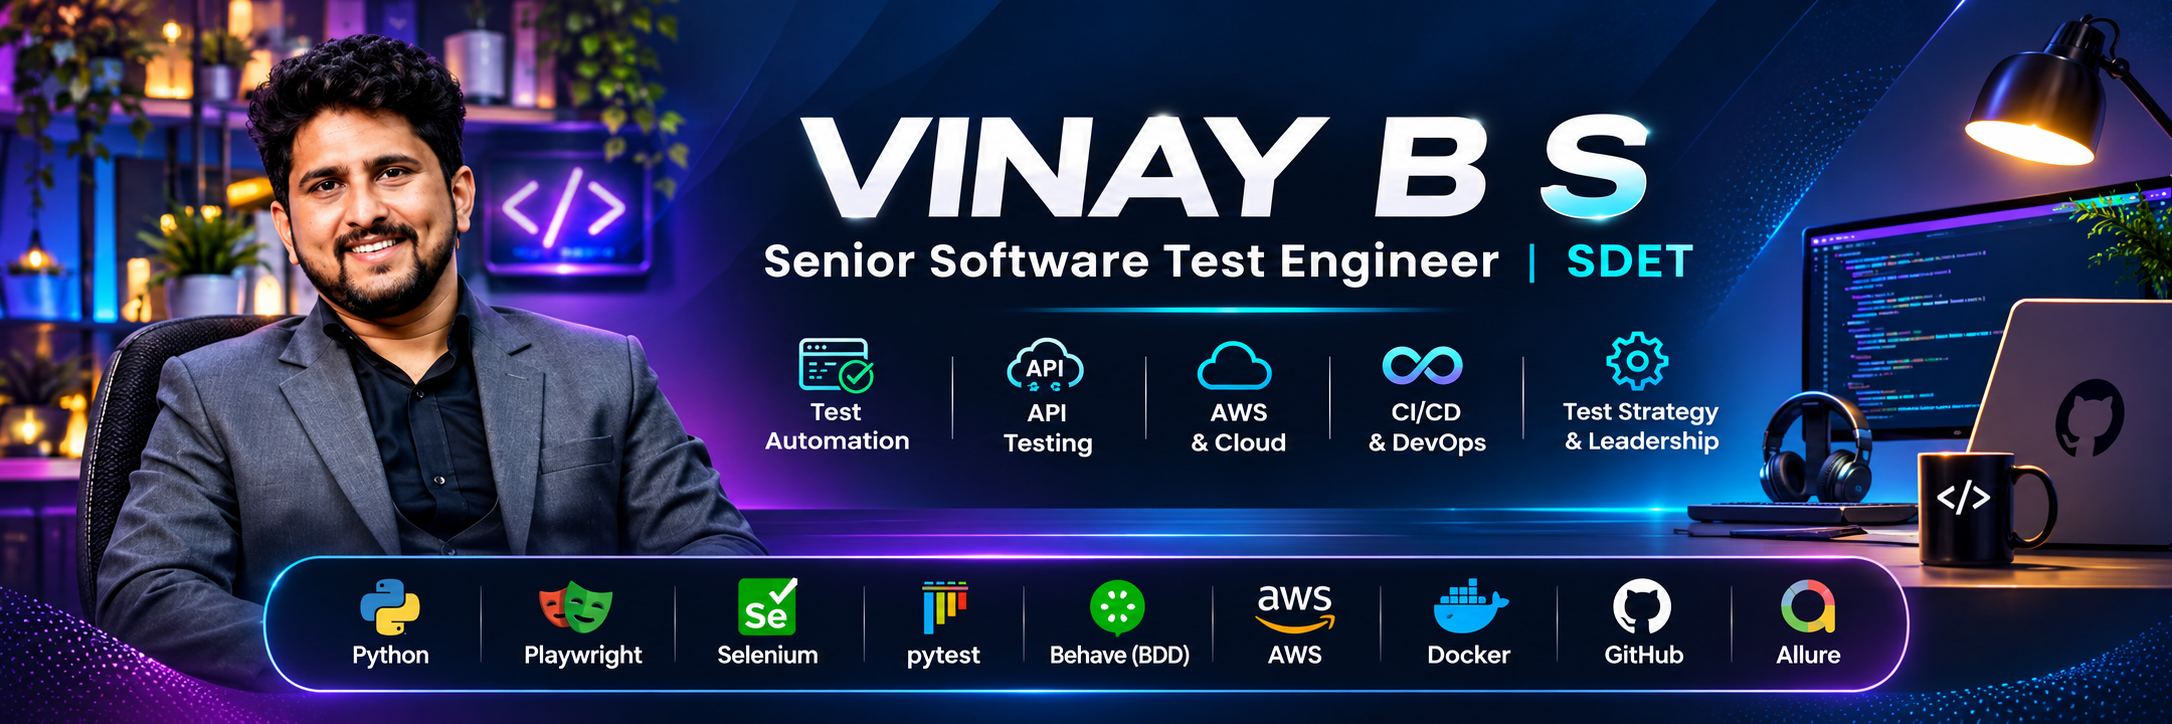 </>
VINAY B S
Senior Software Test Engineer | SDET
Test
Automation
API
API
Testing
AWS
& Cloud
CI/CD
& DevOps
Test Strategy
& Leadership
</>
Python
Playwright
Se
Selenium
pytest
Behave (BDD)
aws
AWS
Docker
GitHub
Allure